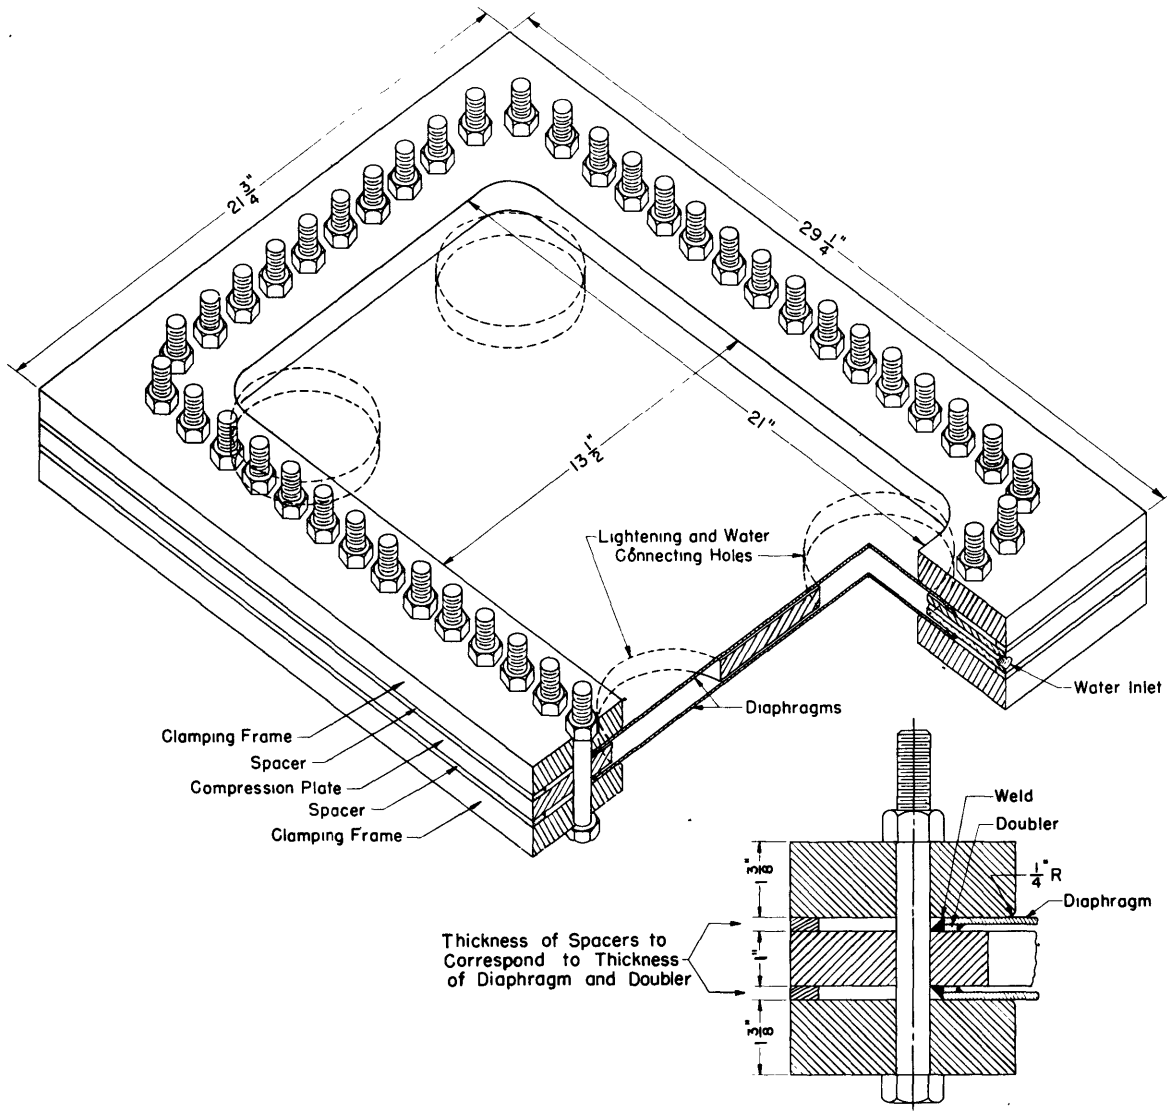 21 3/4"
29 1/4"
21"
13 1/2"
Lightening and Water
Connecting Holes
Water Inlet
Diaphragms
Clamping Frame
Spacer
Compression Plate
Spacer
Clamping Frame
Weld
Doubler
1/4" R
Diaphragm
1 3/8"
Thickness of Spacers to
Correspond to Thickness
of Diaphragm and Doubler
1"
1 3/8"